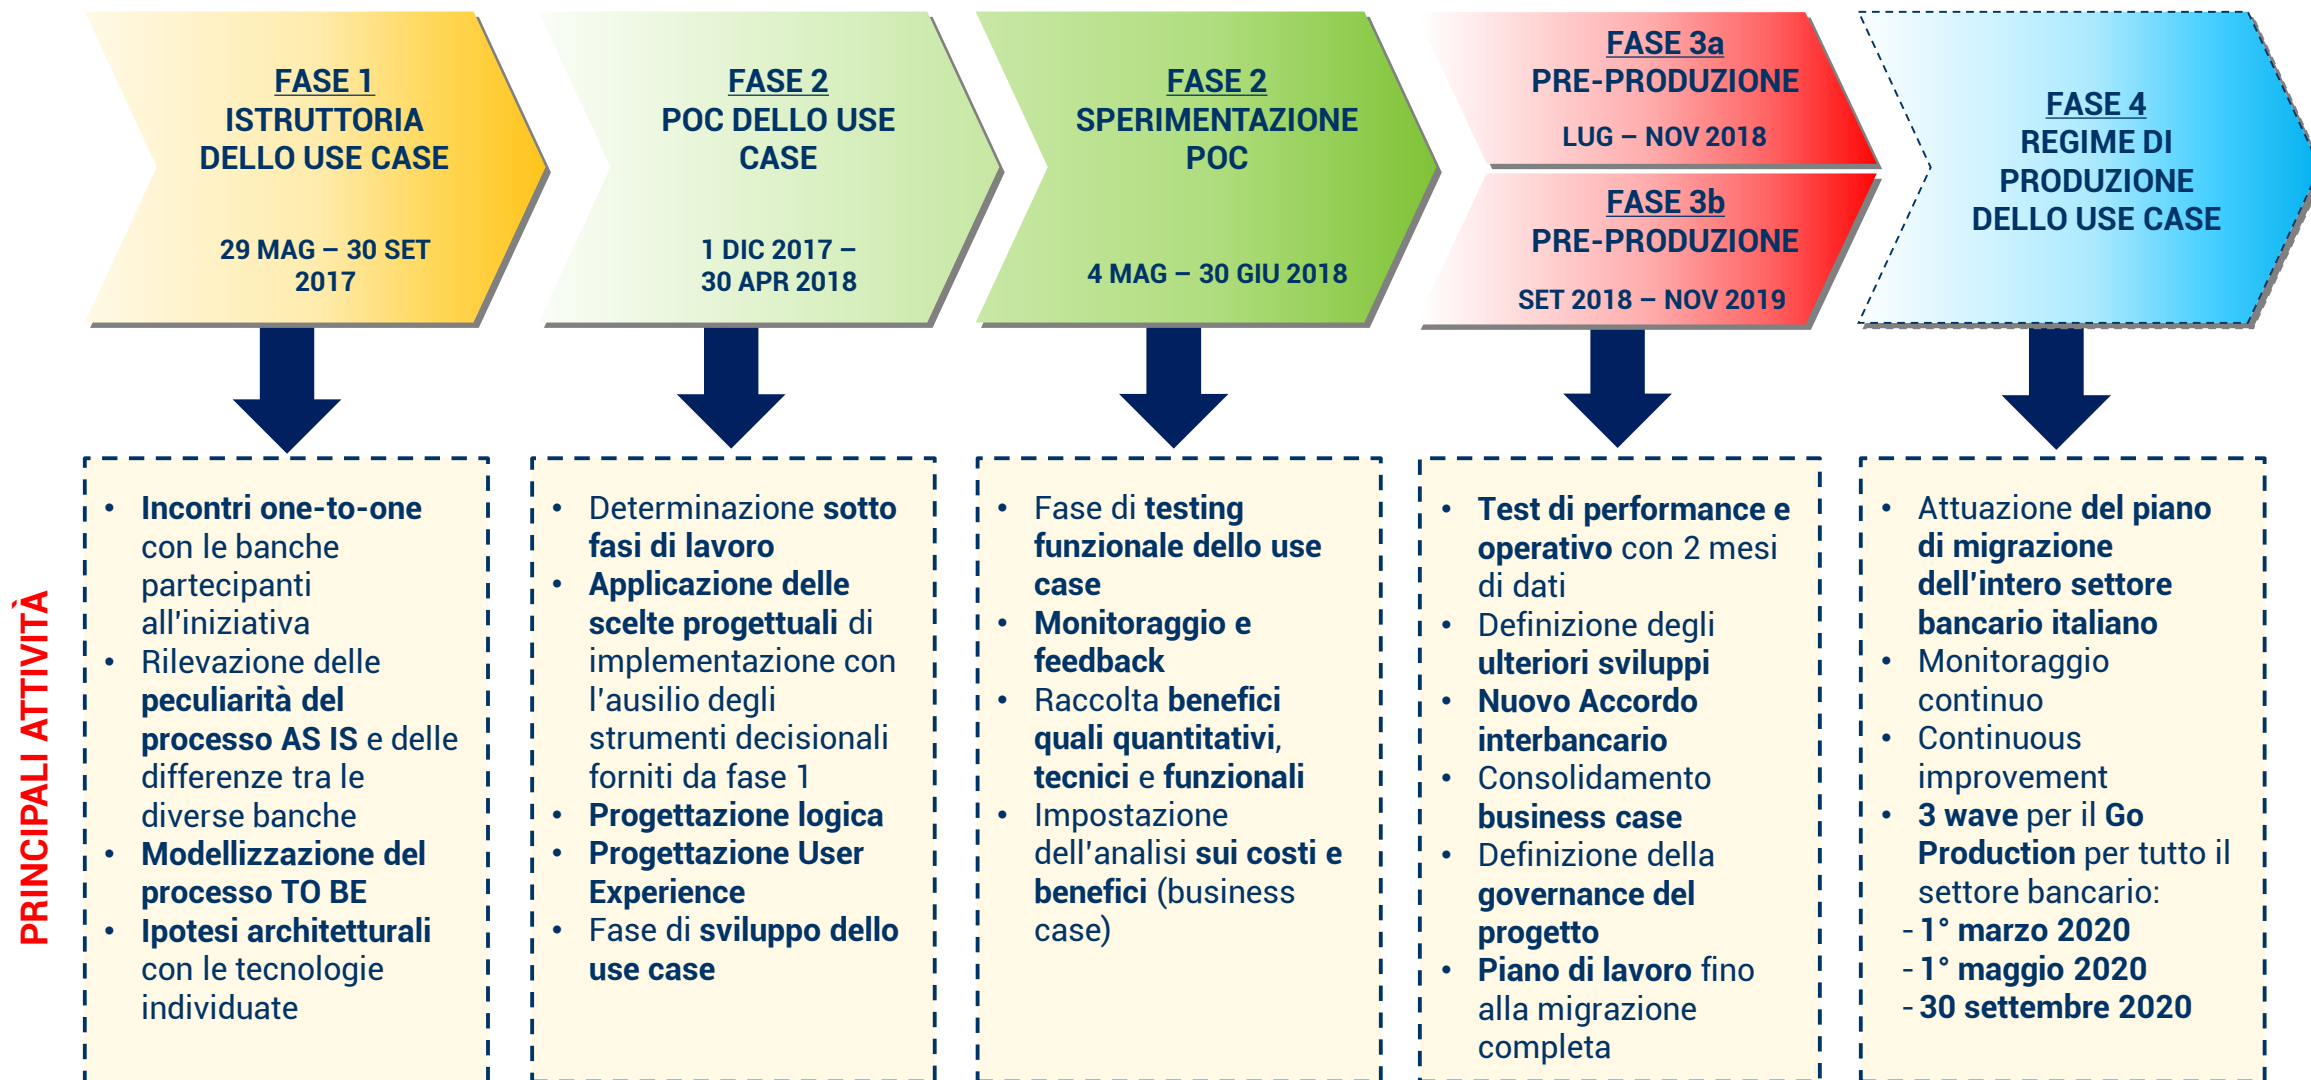 FASE 1
ISTRUTTORIA
DELLO USE CASE
29 MAG – 30 SET
2017
FASE 2
POC DELLO USE
CASE
1 DIC 2017 –
30 APR 2018
FASE 2
SPERIMENTAZIONE
POC
4 MAG – 30 GIU 2018
FASE 3a
PRE-PRODUZIONE
LUG – NOV 2018
FASE 3b
PRE-PRODUZIONE
SET 2018 – NOV 2019
FASE 4
REGIME DI
PRODUZIONE
DELLO USE CASE
PRINCIPALI ATTIVITÀ
• Incontri one-to-one
con le banche
partecipanti
all'iniziativa
• Rilevazione delle
peculiarità del
processo AS IS e delle
differenze tra le
diverse banche
• Modellizzazione del
processo TO BE
• Ipotesi architetturali
con le tecnologie
individuate
• Determinazione sotto
fasi di lavoro
• Applicazione delle
scelte progettuali di
implementazione con
l'ausilio degli
strumenti decisionali
forniti da fase 1
• Progettazione logica
• Progettazione User
Experience
• Fase di sviluppo dello
use case
• Fase di testing
funzionale dello use
case
• Monitoraggio e
feedback
• Raccolta benefici
quali quantitativi,
tecnici e funzionali
• Impostazione
dell'analisi sui costi e
benefici (business
case)
• Test di performance e
operativo con 2 mesi
di dati
• Definizione degli
ulteriori sviluppi
• Nuovo Accordo
interbancario
• Consolidamento
business case
• Definizione della
governance del
progetto
• Piano di lavoro fino
alla migrazione
completa
• Attuazione del piano
di migrazione
dell'intero settore
bancario italiano
• Monitoraggio
continuo
• Continuous
improvement
• 3 wave per il Go
Production per tutto il
settore bancario:
- 1° marzo 2020
- 1° maggio 2020
- 30 settembre 2020